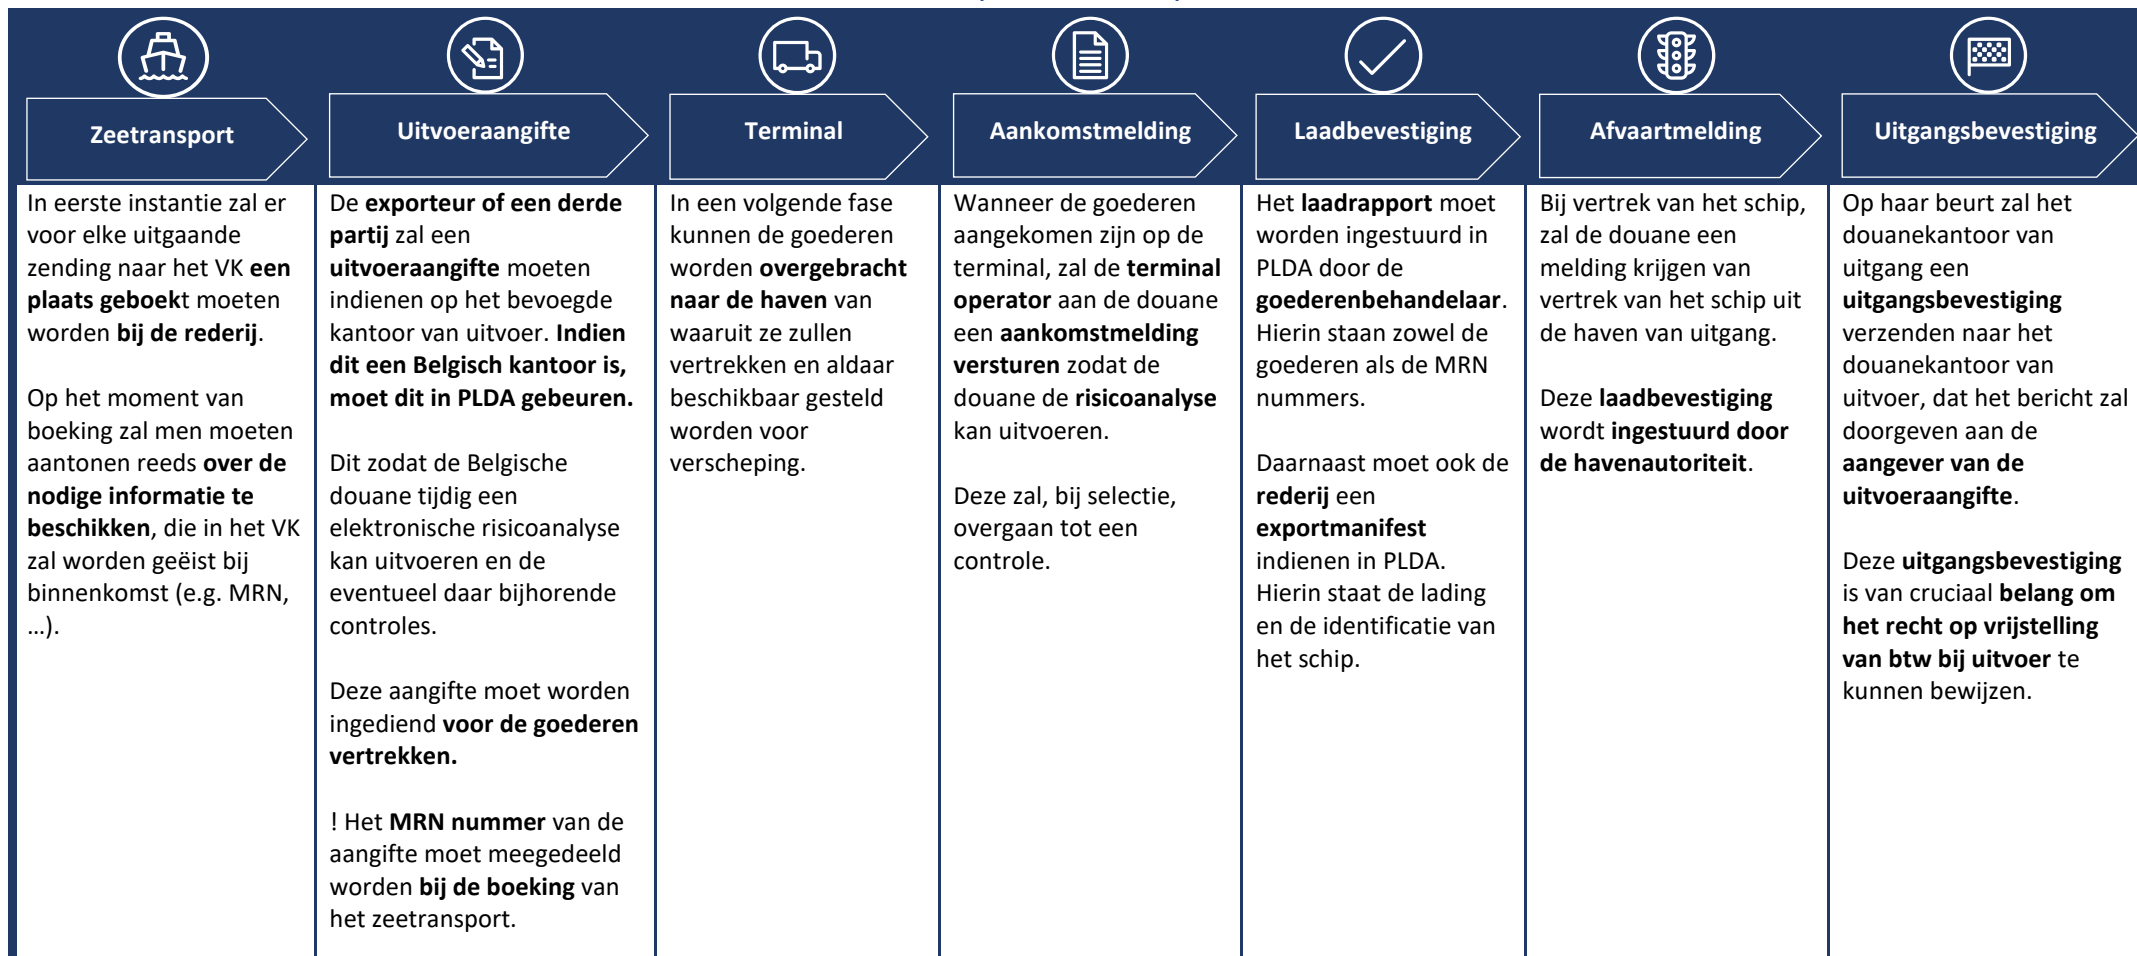 Zeetransport
In eerste instantie zal er
voor elke uitgaande
zending naar het VK een
plaats geboekt moeten
worden bij de rederij.
Op het moment van
boeking zal men moeten
aantonen reeds over de
nodige informatie te
beschikken, die in het VK
zal worden geëist bij
binnenkomst (e.g. MRN,
…).
Uitvoeraangifte
De exporteur of een derde
partij zal een
uitvoeraangifte moeten
indienen op het bevoegde
kantoor van uitvoer. Indien
dit een Belgisch kantoor is,
moet dit in PLDA gebeuren.
Dit zodat de Belgische
douane tijdig een
elektronische risicoanalyse
kan uitvoeren en de
eventueel daar bijhorende
controles.
Deze aangifte moet worden
ingediend voor de goederen
vertrekken.
! Het MRN nummer van de
aangifte moet meegedeeld
worden bij de boeking van
het zeetransport.
Terminal
In een volgende fase
kunnen de goederen
worden overgebracht
naar de haven van
waaruit ze zullen
vertrekken en aldaar
beschikbaar gesteld
worden voor
verscheping.
Aankomstmelding
Wanneer de goederen
aangekomen zijn op de
terminal, zal de terminal
operator aan de douane
een aankomstmelding
versturen zodat de
douane de risicoanalyse
kan uitvoeren.
Deze zal, bij selectie,
overgaan tot een
controle.
Laadbevestiging
Het laadrapport moet
worden ingestuurd in
PLDA door de
goederenbehandelaar.
Hierin staan zowel de
goederen als de MRN
nummers.
Daarnaast moet ook de
rederij een
exportmanifest
indienen in PLDA.
Hierin staat de lading
en de identificatie van
het schip.
Afvaartmelding
Bij vertrek van het schip,
zal de douane een
melding krijgen van
vertrek van het schip uit
de haven van uitgang.
Deze laadbevestiging
wordt ingestuurd door
de havenautoriteit.
Uitgangsbevestiging
Op haar beurt zal het
douanekantoor van
uitgang een
uitgangsbevestiging
verzenden naar het
douanekantoor van
uitvoer, dat het bericht zal
doorgeven aan de
aangever van de
uitvoeraangifte.
Deze uitgangsbevestiging
is van cruciaal belang om
het recht op vrijstelling
van btw bij uitvoer te
kunnen bewijzen.